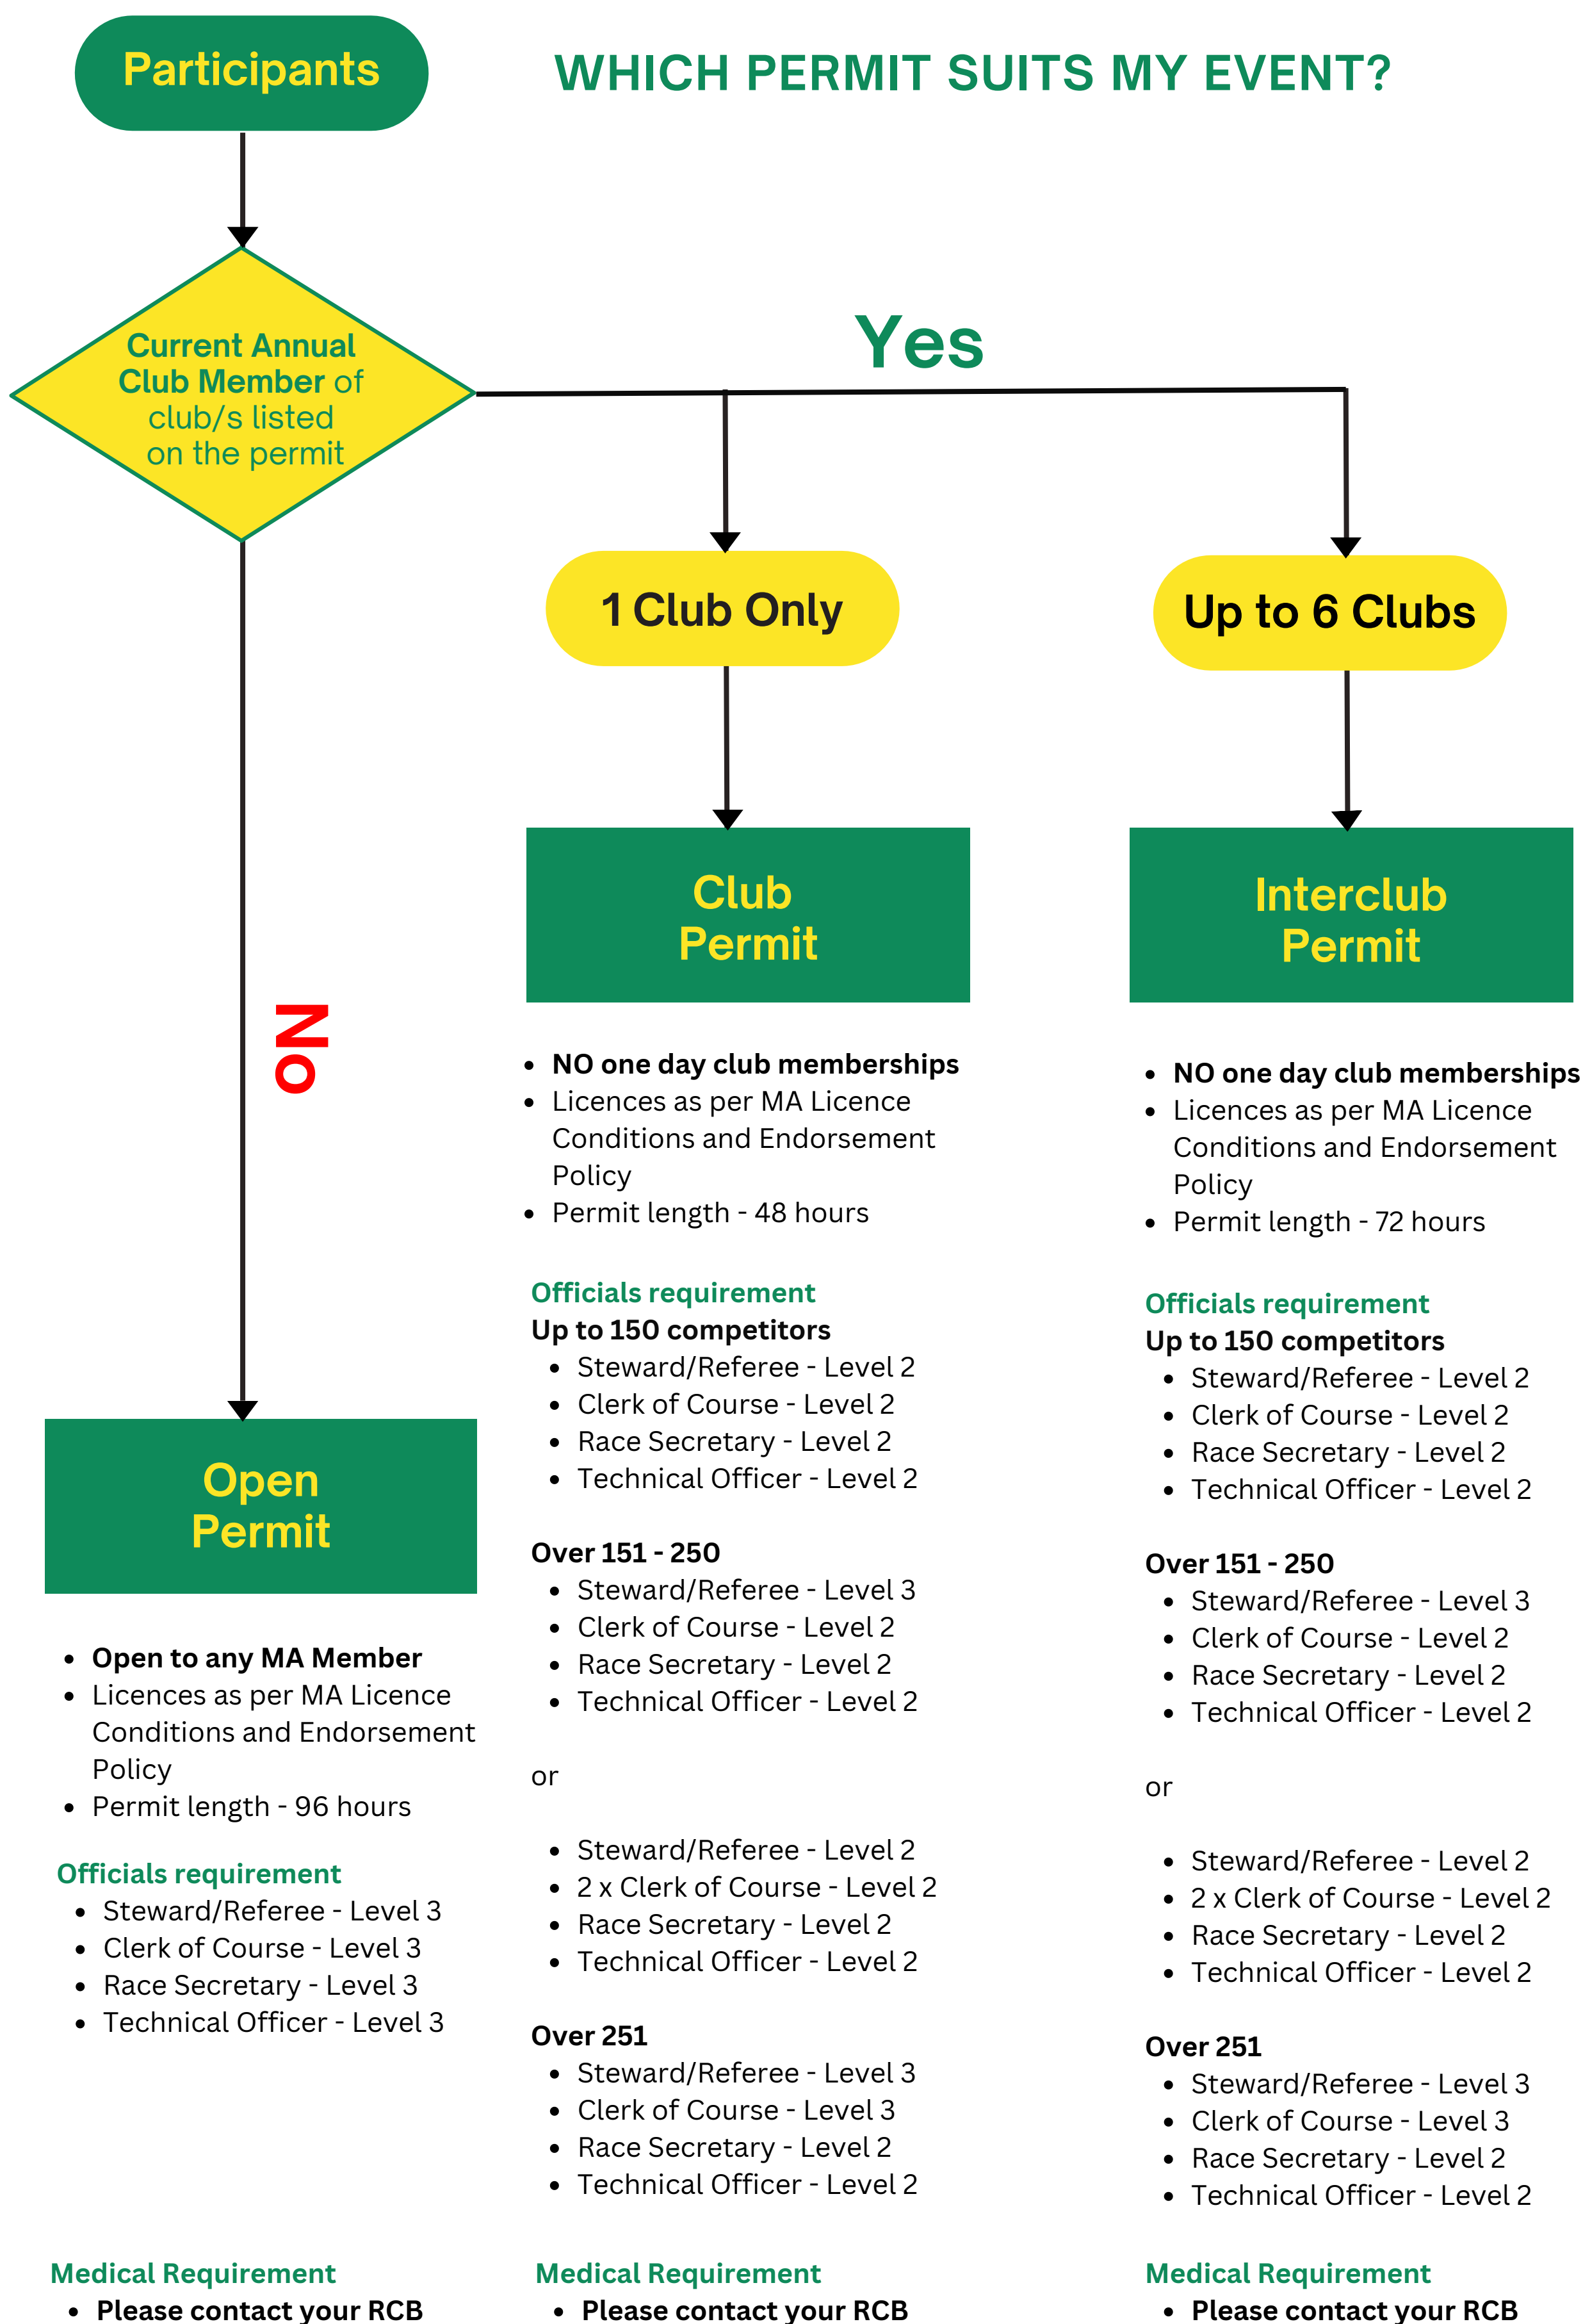 Participants
WHICH PERMIT SUITS MY EVENT?
Current Annual
Club Member of
club/s listed
on the permit
Yes
No
1 Club Only
Up to 6 Clubs
Club
Permit
• NO one day club memberships
• Licences as per MA Licence
Conditions and Endorsement
Policy
• Permit length - 48 hours
Officials requirement
Up to 150 competitors
• Steward/Referee - Level 2
• Clerk of Course - Level 2
• Race Secretary - Level 2
• Technical Officer - Level 2
Over 151 - 250
• Steward/Referee - Level 3
• Clerk of Course - Level 2
• Race Secretary - Level 2
• Technical Officer - Level 2
or
• Steward/Referee - Level 2
• 2 x Clerk of Course - Level 2
• Race Secretary - Level 2
• Technical Officer - Level 2
Over 251
• Steward/Referee - Level 3
• Clerk of Course - Level 3
• Race Secretary - Level 2
• Technical Officer - Level 2
Medical Requirement
• Please contact your RCB
Interclub
Permit
• NO one day club memberships
• Licences as per MA Licence
Conditions and Endorsement
Policy
• Permit length - 72 hours
Officials requirement
Up to 150 competitors
• Steward/Referee - Level 2
• Clerk of Course - Level 2
• Race Secretary - Level 2
• Technical Officer - Level 2
Over 151 - 250
• Steward/Referee - Level 3
• Clerk of Course - Level 2
• Race Secretary - Level 2
• Technical Officer - Level 2
or
• Steward/Referee - Level 2
• 2 x Clerk of Course - Level 2
• Race Secretary - Level 2
• Technical Officer - Level 2
Over 251
• Steward/Referee - Level 3
• Clerk of Course - Level 3
• Race Secretary - Level 2
• Technical Officer - Level 2
Medical Requirement
• Please contact your RCB
Open
Permit
• Open to any MA Member
• Licences as per MA Licence
Conditions and Endorsement
Policy
• Permit length - 96 hours
Officials requirement
• Steward/Referee - Level 3
• Clerk of Course - Level 3
• Race Secretary - Level 3
• Technical Officer - Level 3
Medical Requirement
• Please contact your RCB